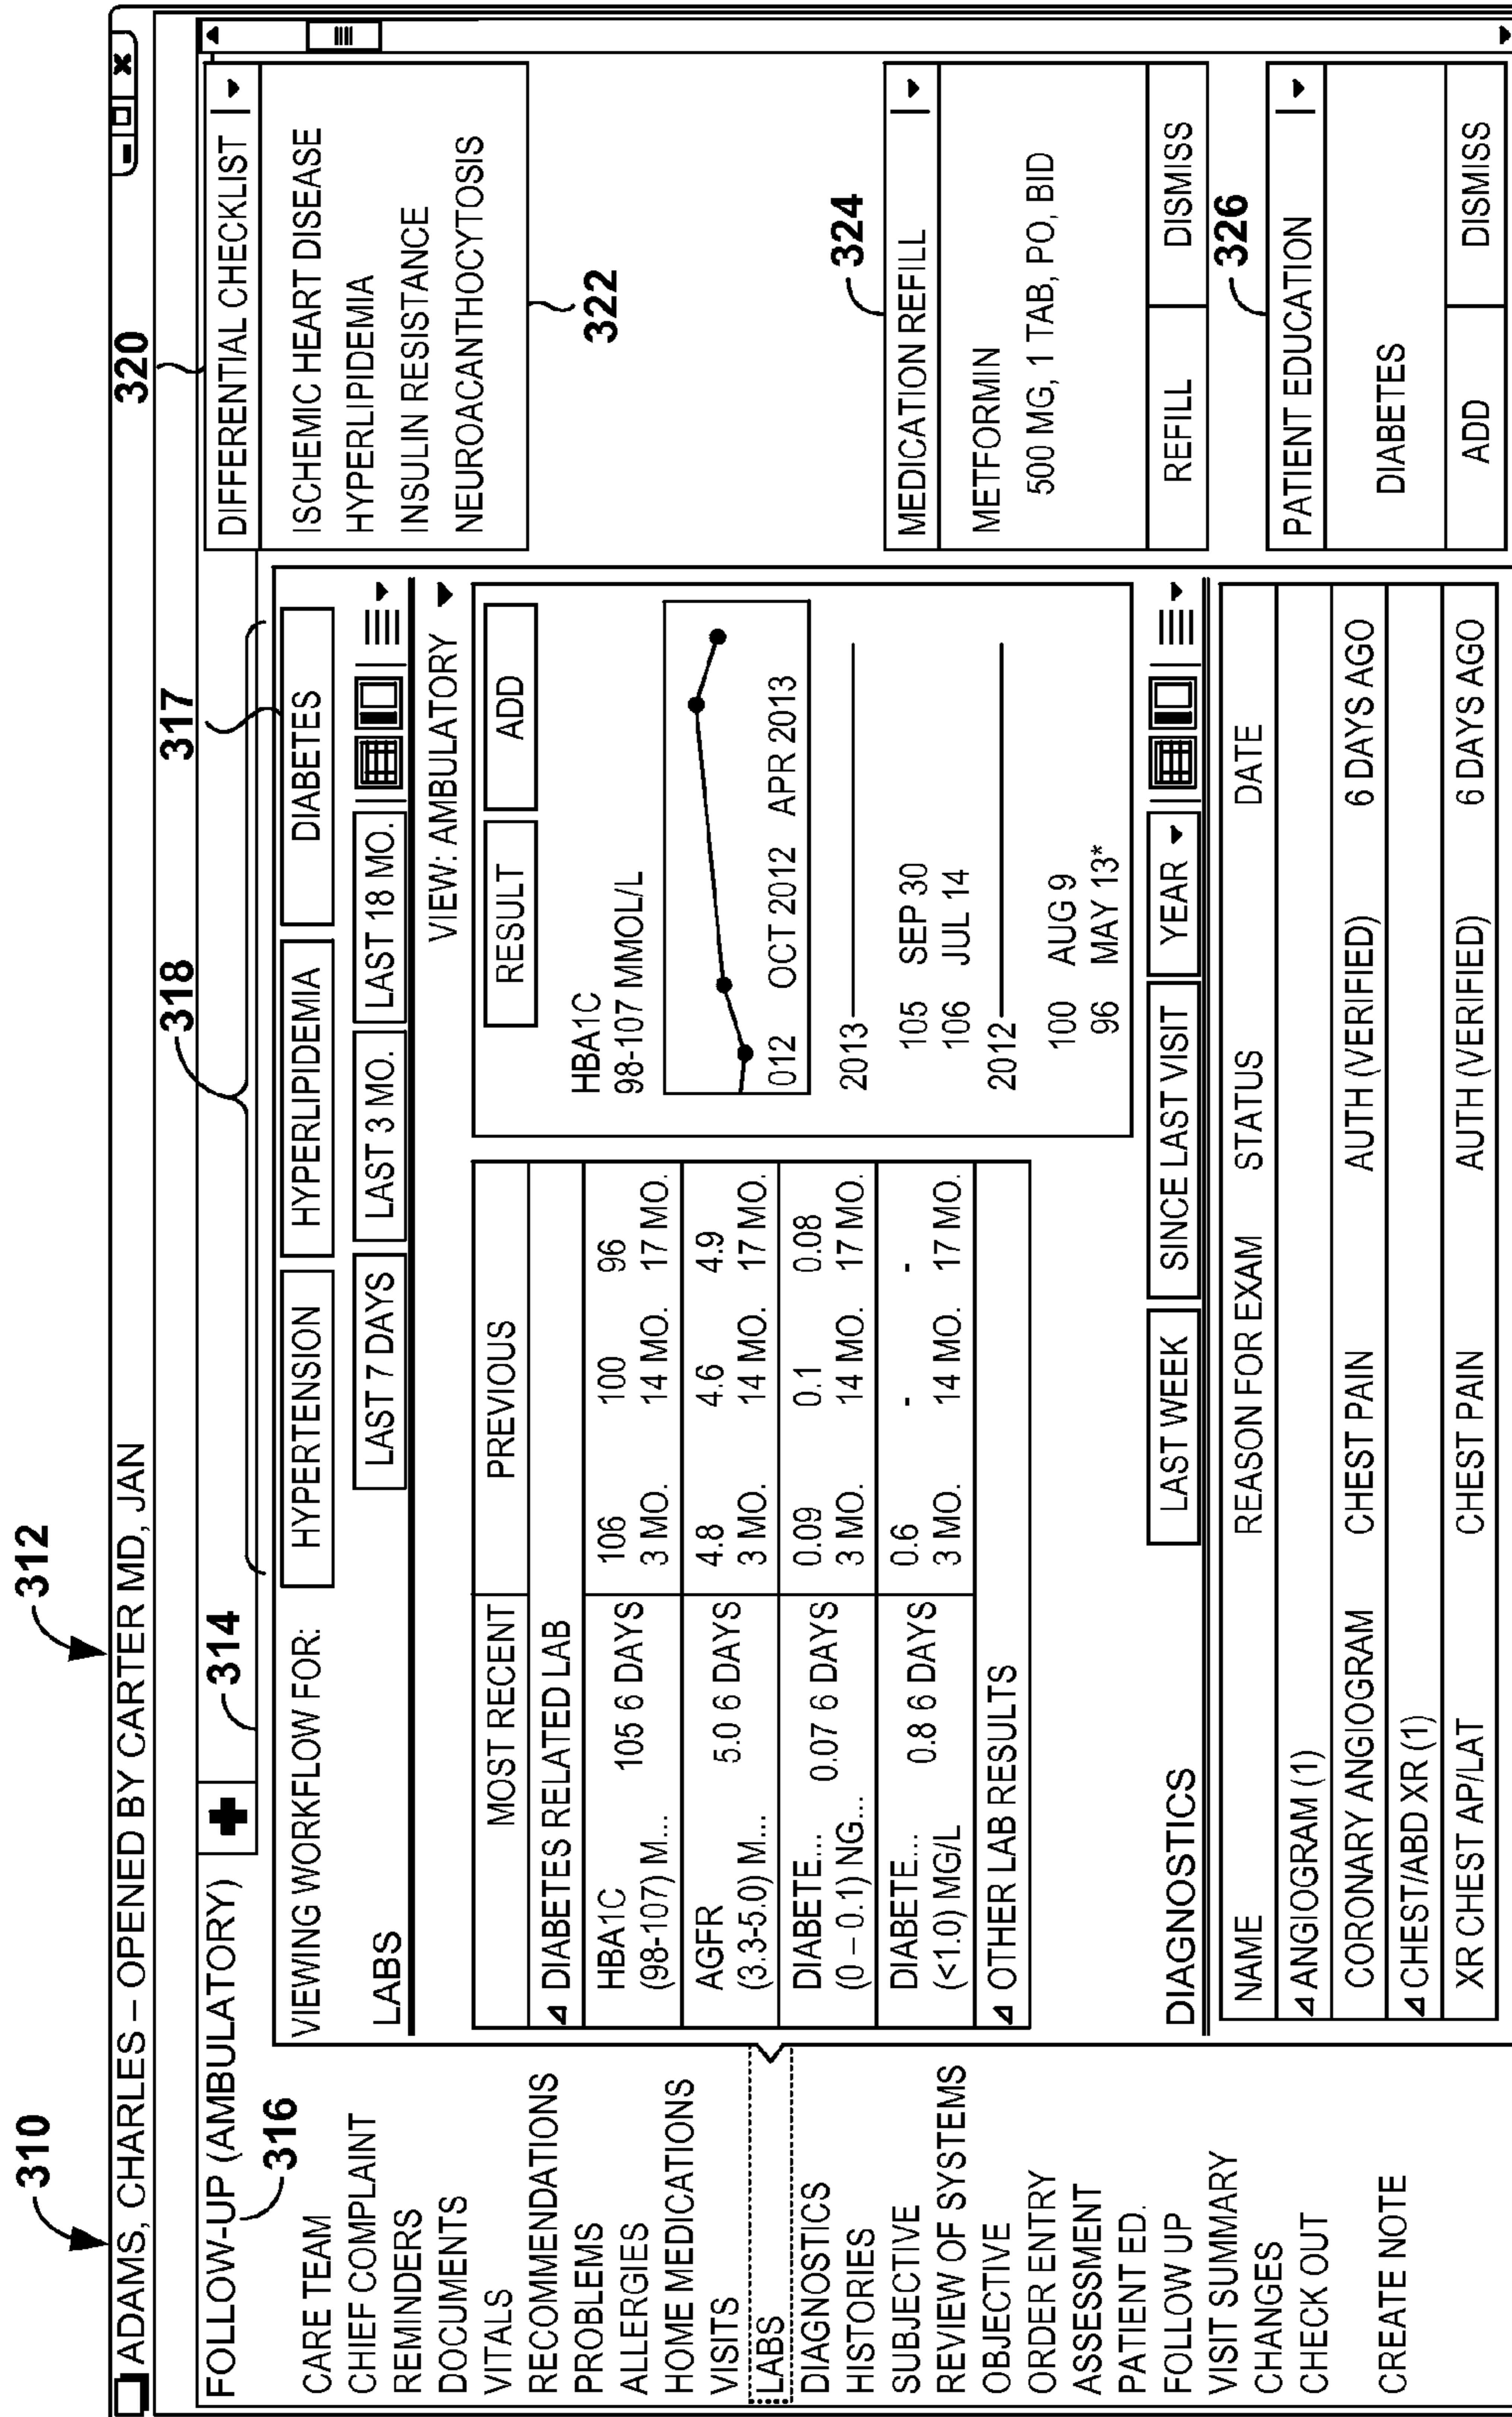 310
312
ADAMS, CHARLES – OPENED BY CARTER MD, JAN
320
FOLLOW-UP (AMBULATORY)
314
318
317
316
VIEWING WORKFLOW FOR:
HYPERTENSION
HYPERLIPIDEMIA
DIABETES
CARE TEAM
CHIEF COMPLAINT
REMINDERS
DOCUMENTS
VITALS
RECOMMENDATIONS
PROBLEMS
ALLERGIES
HOME MEDICATIONS
VISITS
LABS
DIAGNOSTICS
HISTORIES
SUBJECTIVE
REVIEW OF SYSTEMS
OBJECTIVE
ORDER ENTRY
ASSESSMENT
PATIENT ED.
FOLLOW UP
VISIT SUMMARY
CHANGES
CHECK OUT
CREATE NOTE
LABS
LAST 7 DAYS
LAST 3 MO.
LAST 18 MO.
VIEW: AMBULATORY
MOST RECENT PREVIOUS
DIABETES RELATED LAB
HBA1C 105 6 DAYS 106 100 96
(98-107) M... 3 MO. 14 MO. 17 MO.
AGFR 5.0 6 DAYS 4.8 4.6 4.9
(3.3-5.0) M... 3 MO. 14 MO. 17 MO.
DIABETE... 0.07 6 DAYS 0.09 0.1 0.08
(0 – 0.1) NG... 3 MO. 14 MO. 17 MO.
DIABETE... 0.8 6 DAYS 0.6 - -
(<1.0) MG/L 3 MO. 14 MO. 17 MO.
OTHER LAB RESULTS
RESULT ADD
HBA1C
98-107 MMOL/L
012 OCT 2012 APR 2013
2013
105 SEP 30
106 JUL 14
2012
100 AUG 9
96 MAY 13*
DIAGNOSTICS
LAST WEEK
SINCE LAST VISIT
YEAR
NAME REASON FOR EXAM STATUS DATE
ANGIOGRAM (1)
CORONARY ANGIOGRAM CHEST PAIN AUTH (VERIFIED) 6 DAYS AGO
CHEST/ABD XR (1)
XR CHEST AP/LAT CHEST PAIN AUTH (VERIFIED) 6 DAYS AGO
DIFFERENTIAL CHECKLIST
ISCHEMIC HEART DISEASE
HYPERLIPIDEMIA
INSULIN RESISTANCE
NEUROACANTHOCYTOSIS
322
324
MEDICATION REFILL
METFORMIN
500 MG, 1 TAB, PO, BID
REFILL DISMISS
326
PATIENT EDUCATION
DIABETES
ADD DISMISS